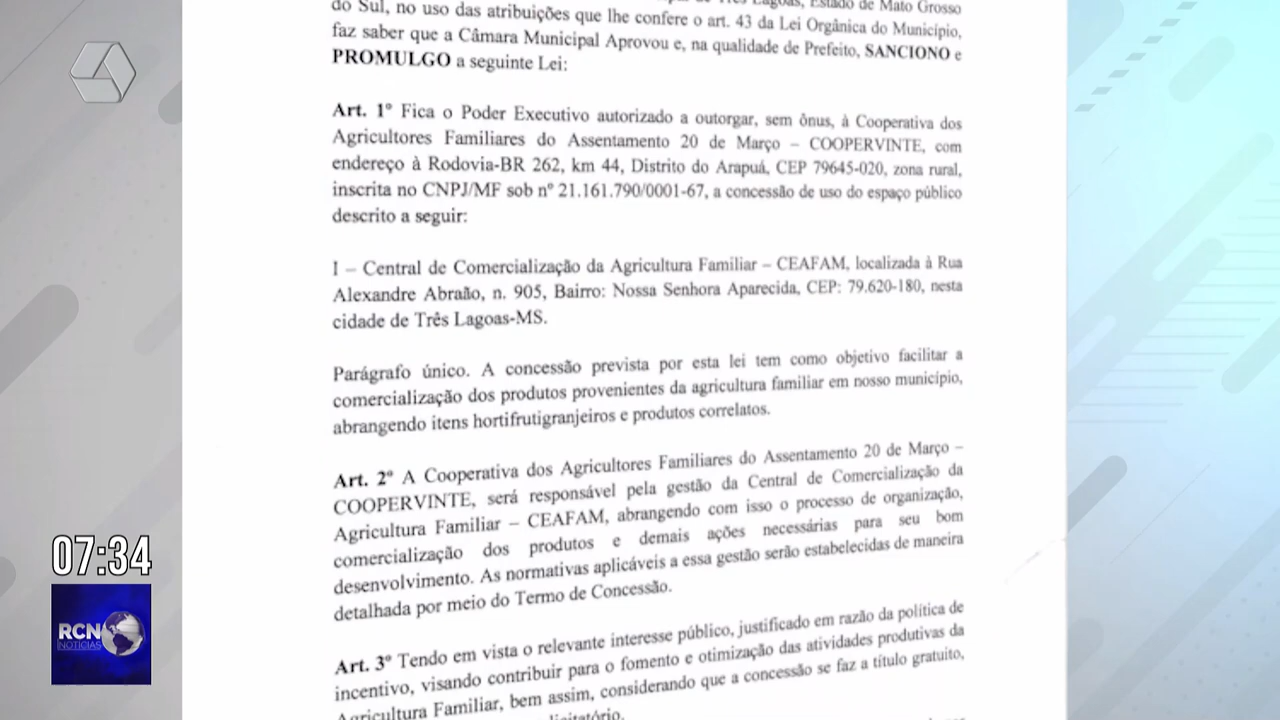 Lagoas, Estado de Mato Grosso
do Sul, no uso das atribuições que lhe confere o art. 43 da Lei Orgânica do Município,
faz saber que a Câmara Municipal Aprovou e, na qualidade de Prefeito, SANCIONO e
PROMULGO a seguinte Lei:
Art. 1º Fica o Poder Executivo autorizado a outorgar, sem ônus, à Cooperativa dos
Agricultores Familiares do Assentamento 20 de Março – COOPERVINTE, com
endereço à Rodovia-BR 262, km 44, Distrito do Arapuá, CEP 79645-020, zona rural,
inscrita no CNPJ/MF sob nº 21.161.790/0001-67, a concessão de uso do espaço público
descrito a seguir:
I – Central de Comercialização da Agricultura Familiar – CEAFAM, localizada à Rua
Alexandre Abraão, n. 905, Bairro: Nossa Senhora Aparecida, CEP: 79.620-180, nesta
cidade de Três Lagoas-MS.
Parágrafo único. A concessão prevista por esta lei tem como objetivo facilitar a
comercialização dos produtos provenientes da agricultura familiar em nosso município,
abrangendo itens hortifrutigranjeiros e produtos correlatos.
Art. 2º A Cooperativa dos Agricultores Familiares do Assentamento 20 de Março –
COOPERVINTE, será responsável pela gestão da Central de Comercialização da
Agricultura Familiar – CEAFAM, abrangendo com isso o processo de organização,
comercialização dos produtos e demais ações necessárias para seu bom
desenvolvimento. As normativas aplicáveis a essa gestão serão estabelecidas de maneira
detalhada por meio do Termo de Concessão.
Art. 3º Tendo em vista o relevante interesse público, justificado em razão da política de
incentivo, visando contribuir para o fomento e otimização das atividades produtivas da
Agricultura Familiar, bem assim, considerando que a concessão se faz a título gratuito,
07:34
RCN
NOTÍCIAS